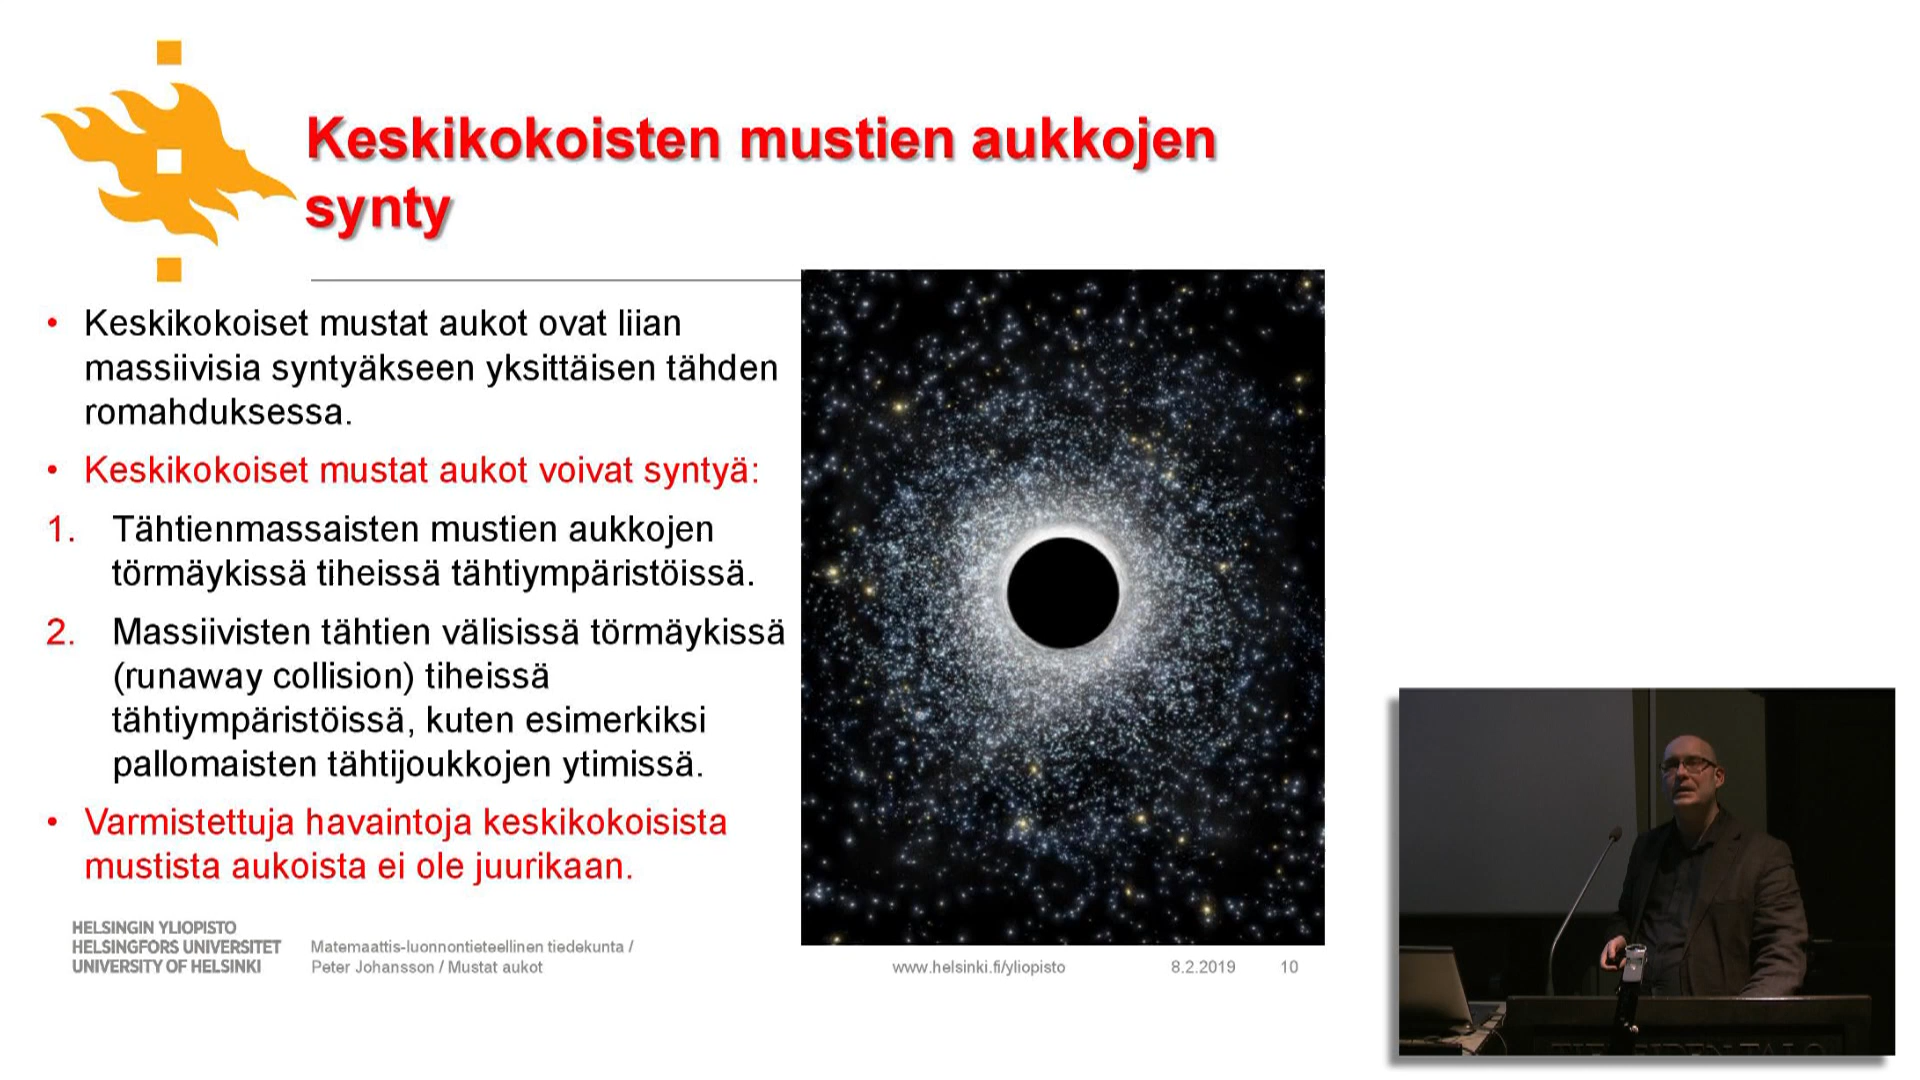 Keskikokoisten mustien aukkojen
synty
• Keskikokoiset mustat aukot ovat liian
massiivisia syntyäkseen yksittäisen tähden
romahduksessa.
• Keskikokoiset mustat aukot voivat syntyä:
1. Tähtienmassaisten mustien aukkojen
törmäykissä tiheissä tähtiympäristöissä.
2. Massiivisten tähtien välisissä törmäykissä
(runaway collision) tiheissä
tähtiympäristöissä, kuten esimerkiksi
pallomaisten tähtijoukkojen ytimissä.
• Varmistettuja havaintoja keskikokoisista
mustista aukoista ei ole juurikaan.
HELSINGIN YLIOPISTO
HELSINGFORS UNIVERSITET
UNIVERSITY OF HELSINKI
Matemaattis-luonnontieteellinen tiedekunta /
Peter Johansson / Mustat aukot
www.helsinki.fi/yliopisto
8.2.2019
10